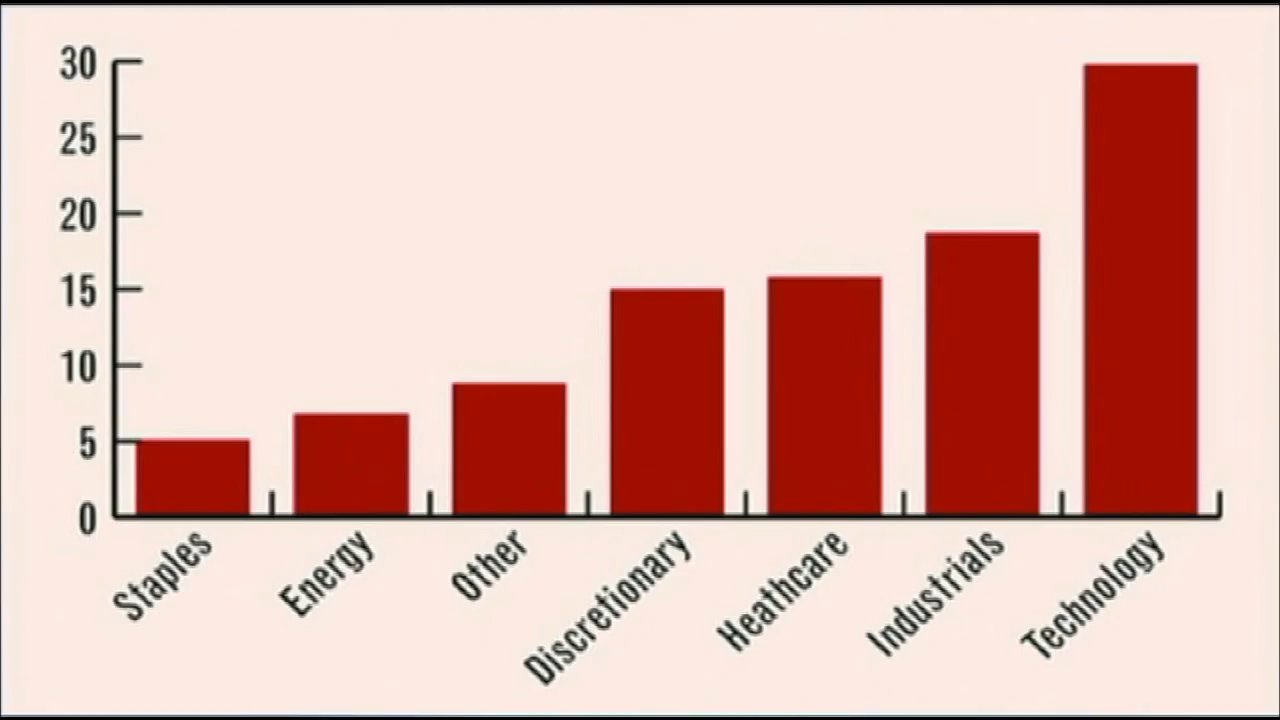 30
25
20
15
10
5
0
Staples
Energy
Other
Discretionary
Heathcare
Industrials
Technology